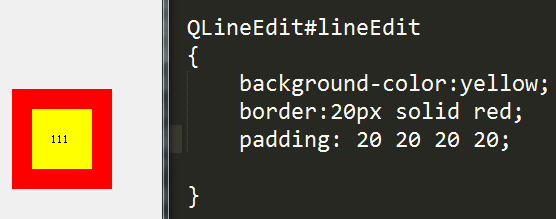 111
QLineEdit#lineEdit
{
background-color:yellow;
border:20px solid red;
padding: 20 20 20 20;
}